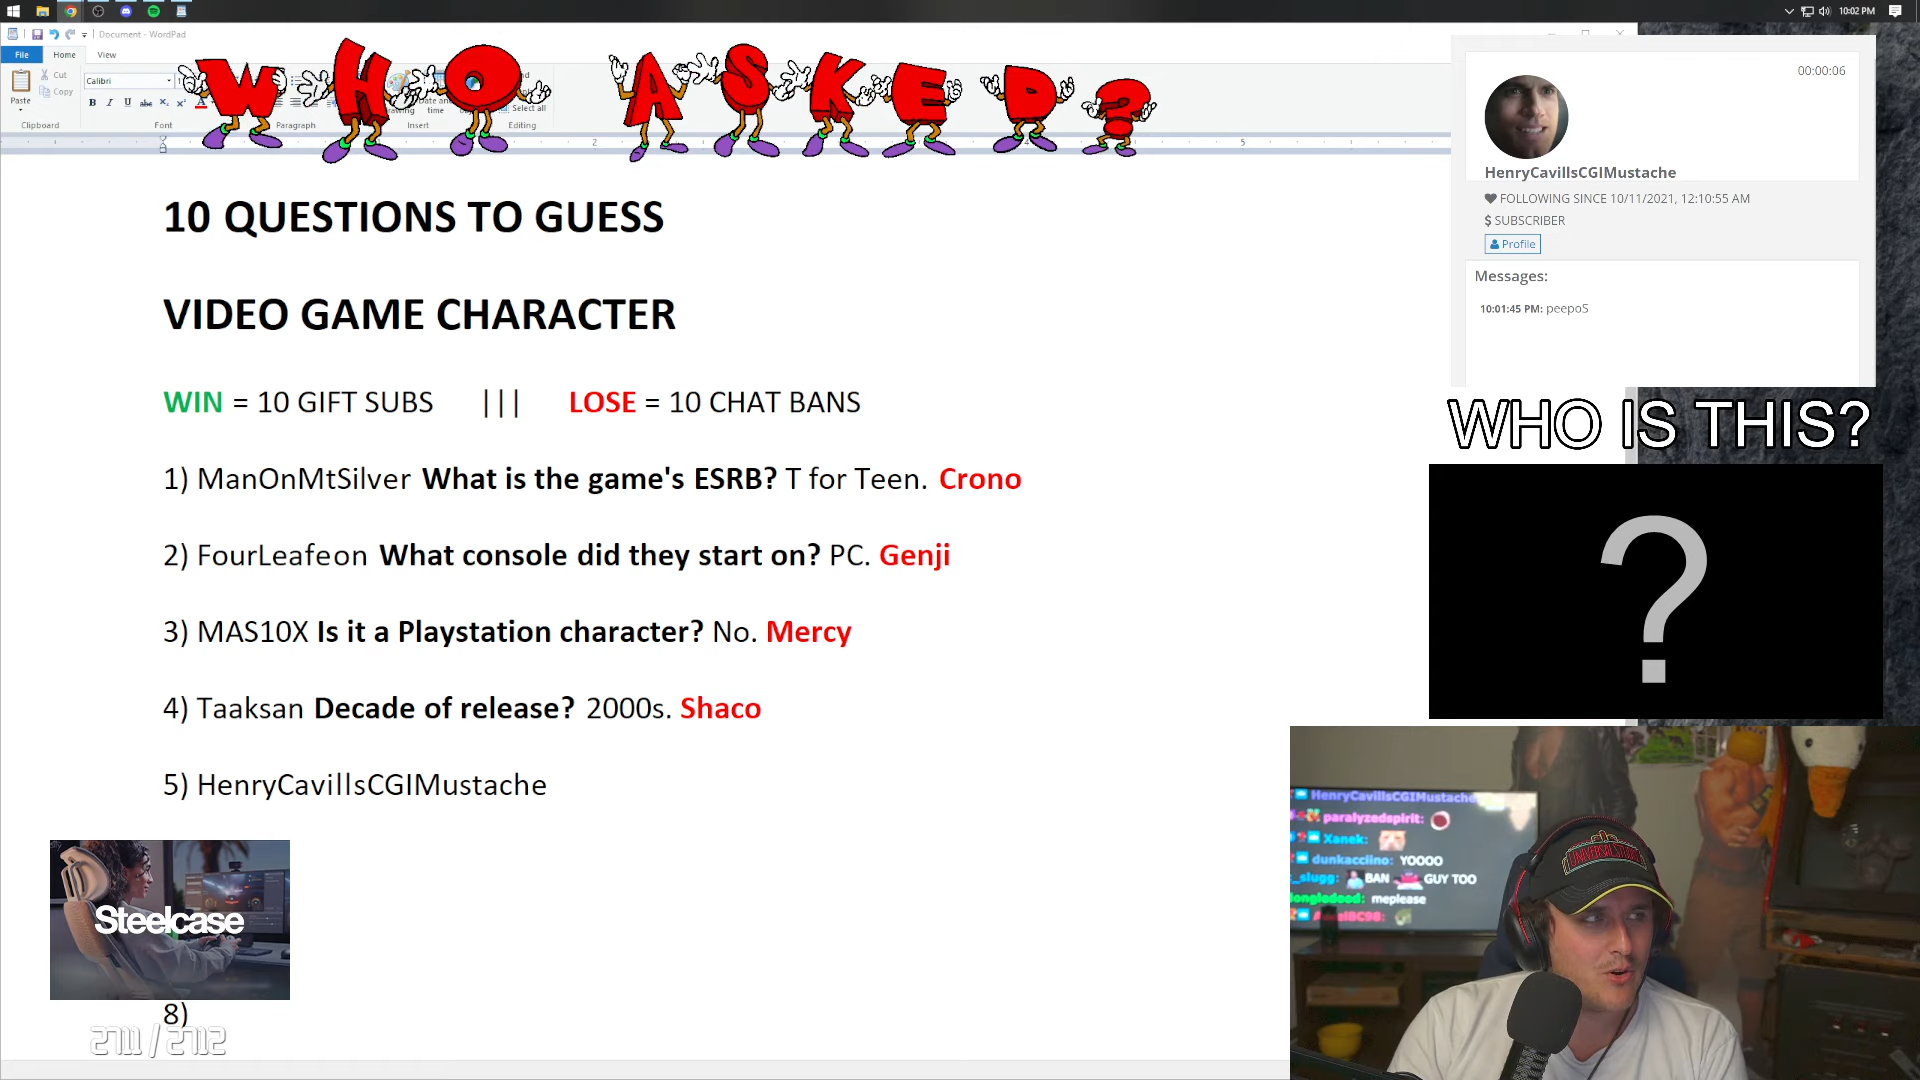 10:02 PM
Document - WordPad
File Home View
Paste
Cut
Copy
Calibri
Select all
Clipboard Font Paragraph Insert Editing
WHO ASKED?
10 QUESTIONS TO GUESS
VIDEO GAME CHARACTER
WIN = 10 GIFT SUBS ||| LOSE = 10 CHAT BANS
1) ManOnMtSilver What is the game's ESRB? T for Teen. Crono
2) FourLeafeon What console did they start on? PC. Genji
3) MAS10X Is it a Playstation character? No. Mercy
4) Taaksan Decade of release? 2000s. Shaco
5) HenryCavillsCGIMustache
Steelcase
8)
2711 / 2712
00:00:06
HenryCavillsCGIMustache
FOLLOWING SINCE 10/11/2021, 12:10:55 AM
$ SUBSCRIBER
Profile
Messages:
10:01:45 PM: peepoS
WHO IS THIS?
?
HenryCavillsCGIMustache
paralyzedspirit:
Xanek:
dunkacciino: YOOOO
_slugg: BAN GUY TOO
meplease